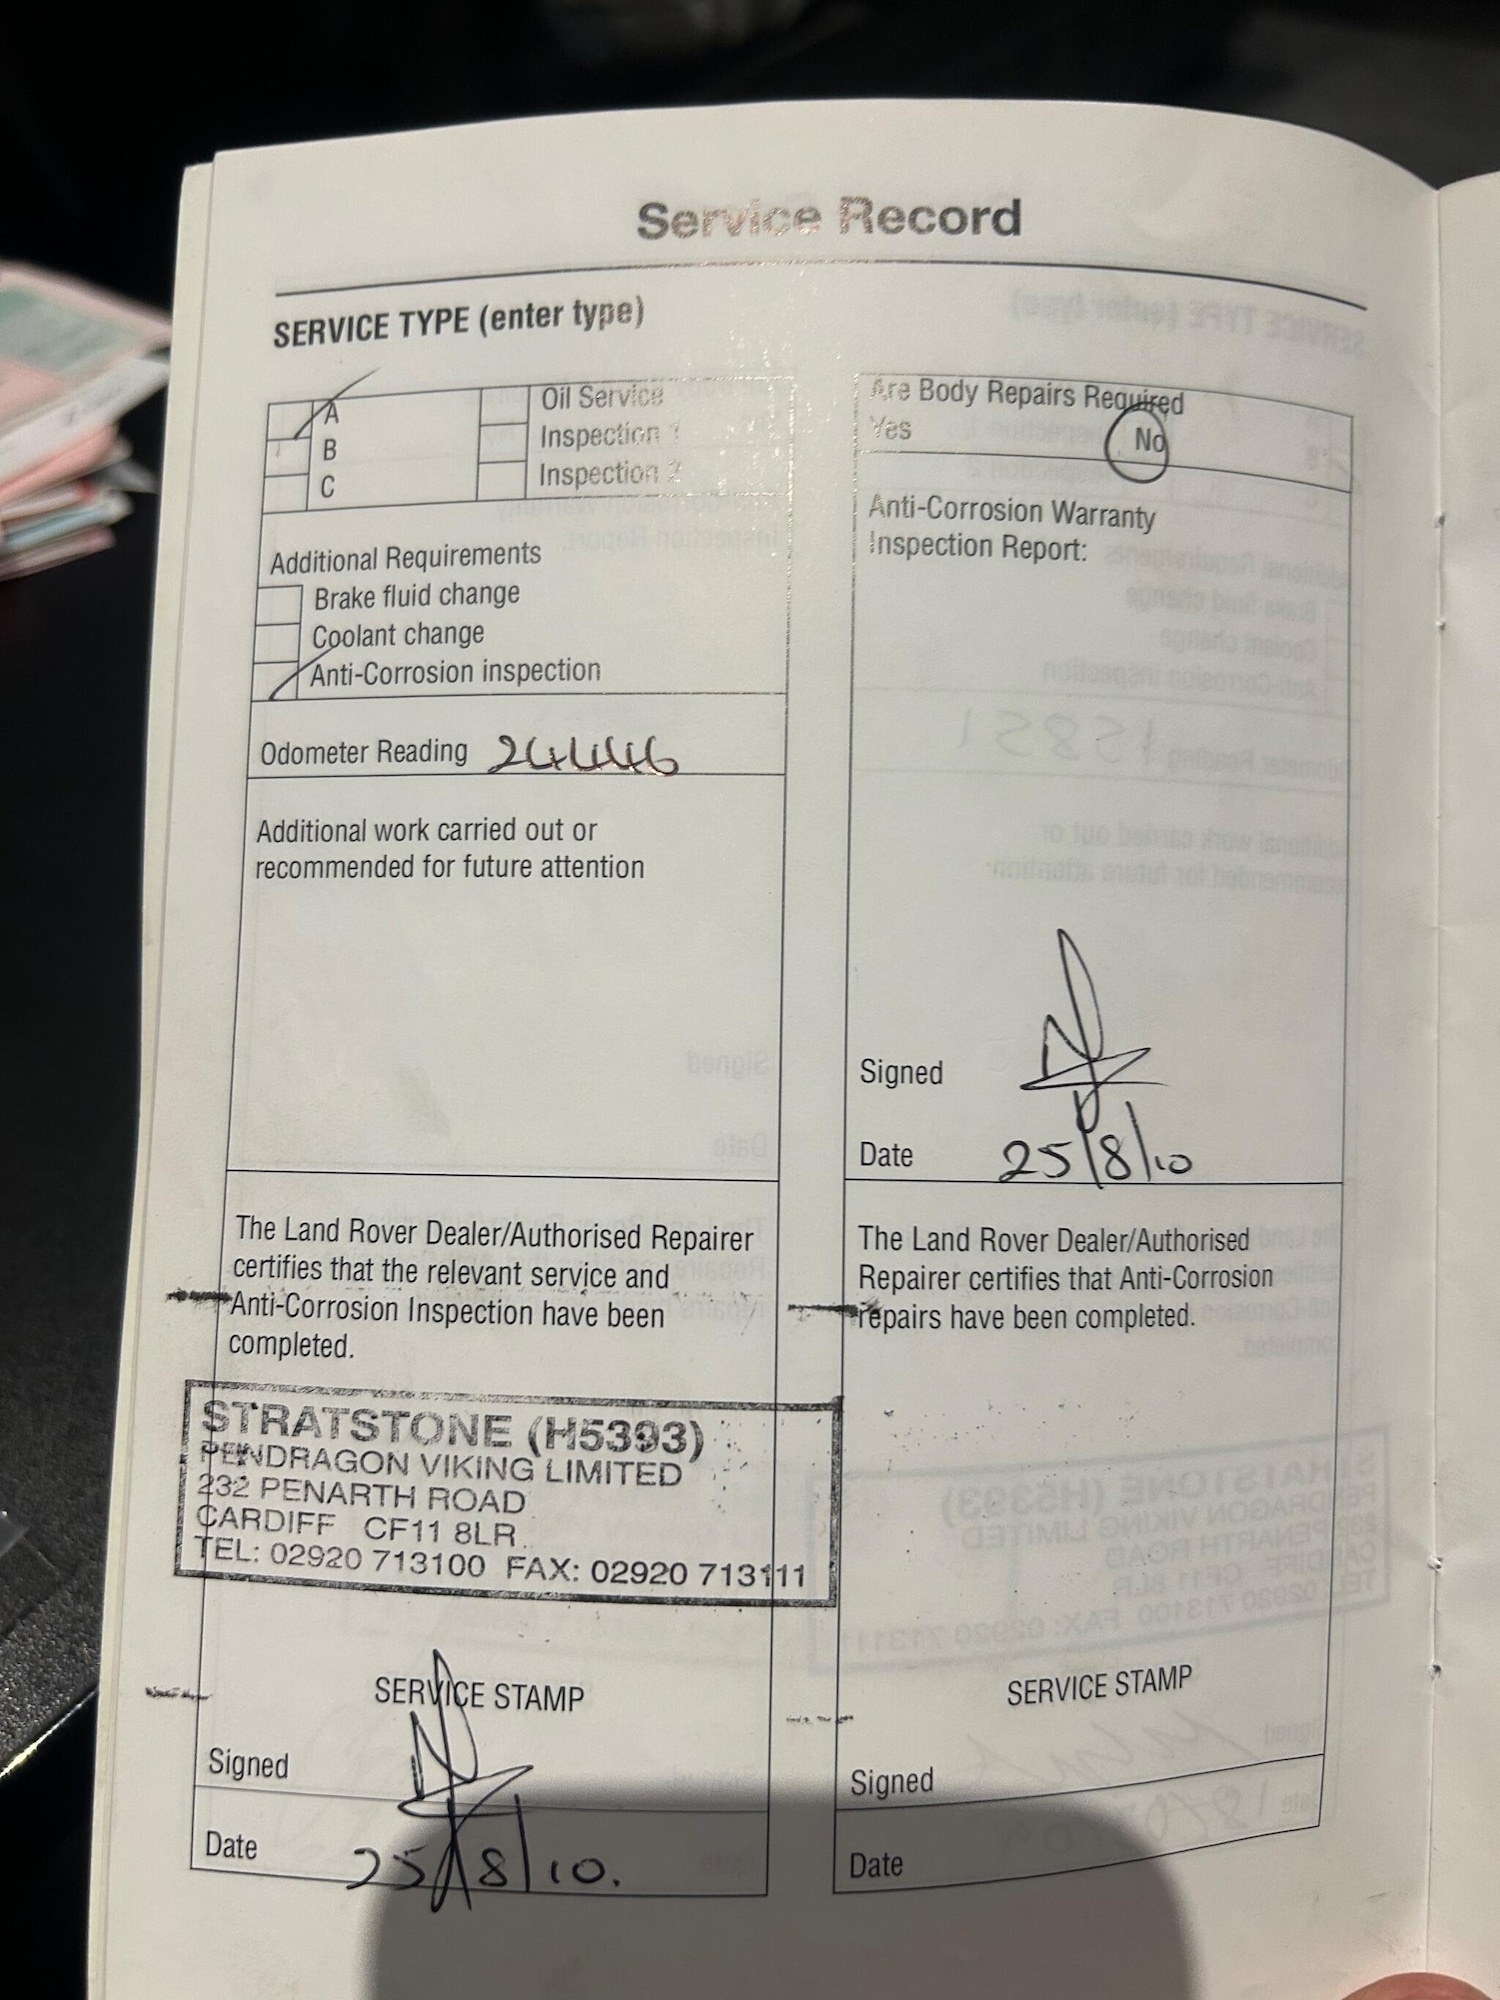 Service Record
SERVICE TYPE (enter type)
A
B
C
Oil Service
Inspection 1
Inspection 2
Additional Requirements
Brake fluid change
Coolant change
Anti-Corrosion inspection
Odometer Reading 24446
Additional work carried out or
recommended for future attention
The Land Rover Dealer/Authorised Repairer
certifies that the relevant service and
Anti-Corrosion Inspection have been
completed.
STRATSTONE (H5393)
PENDRAGON VIKING LIMITED
232 PENARTH ROAD
CARDIFF CF11 8LR
TEL: 02920 713100 FAX: 02920 713111
SERVICE STAMP
Signed
Date 25/8/10.
Are Body Repairs Required
Yes No
Anti-Corrosion Warranty
Inspection Report:
Signed
Date 25/8/10
The Land Rover Dealer/Authorised
Repairer certifies that Anti-Corrosion
repairs have been completed.
SERVICE STAMP
Signed
Date